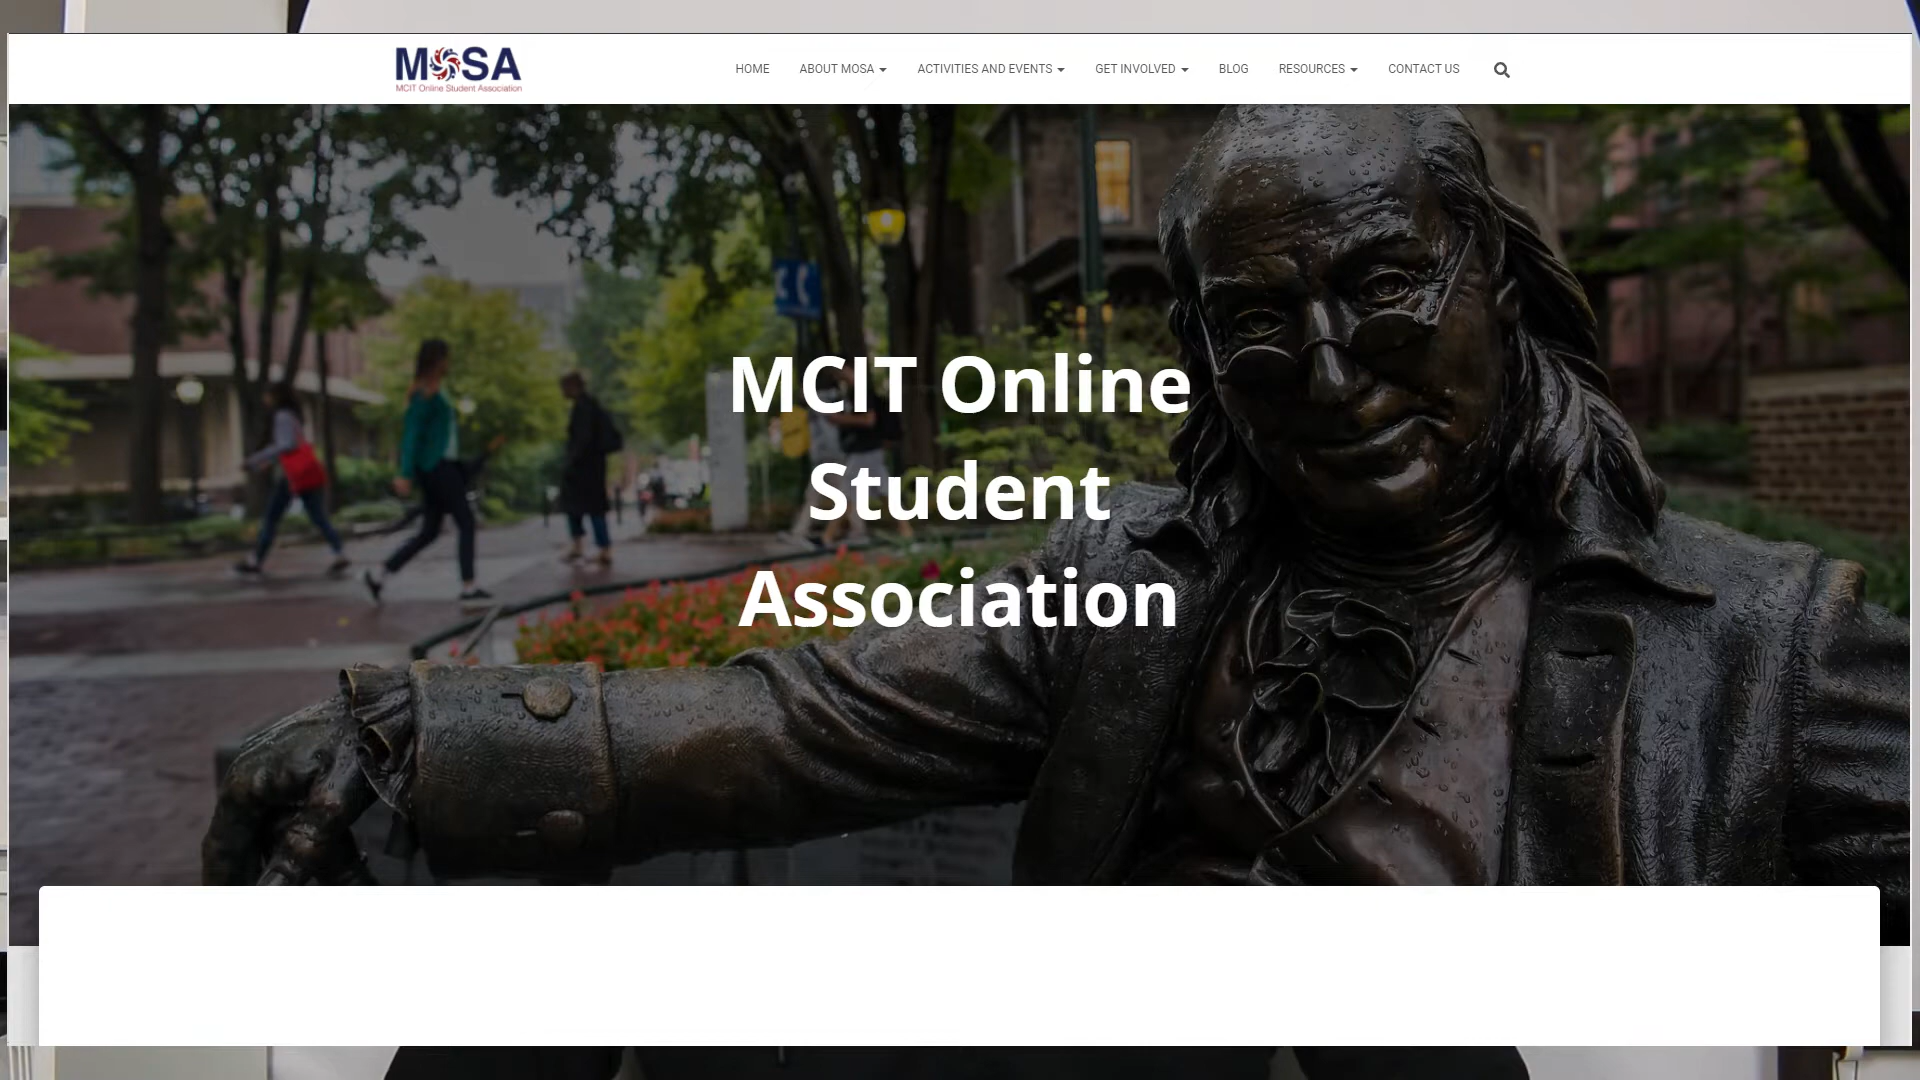 MOSA
MCIT Online Student Association
HOME
ABOUT MOSA
ACTIVITIES AND EVENTS
GET INVOLVED
BLOG
RESOURCES
CONTACT US
MCIT Online
Student
Association